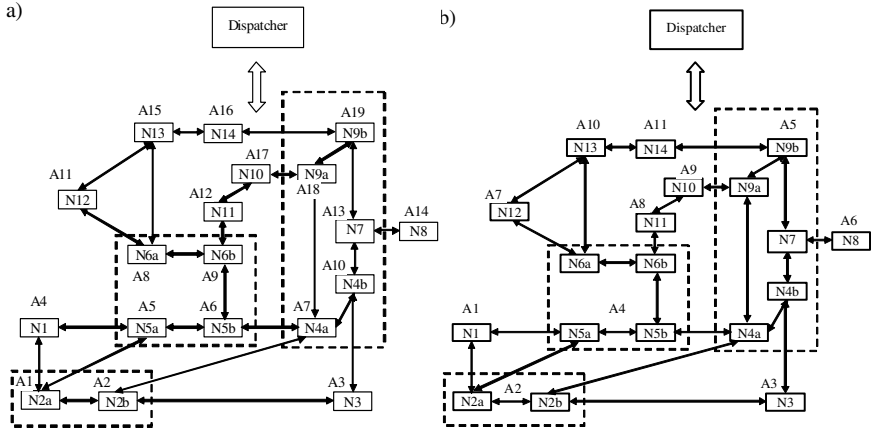 a)
Dispatcher
A15
A16
A19
N13
N14
N9b
A17
N10
N9a
A18
A11
N12
A12
N11
A13
N7
A14
N8
N6a
N6b
A8
A9
A10
N4b
A4
A5
A6
A7
N1
N5a
N5b
N4a
A1
A2
A3
N2a
N2b
N3
b)
Dispatcher
A10
A11
A5
N13
N14
N9b
A9
N10
N9a
A7
N12
A8
N11
N7
A6
N8
N6a
N6b
N4b
A1
A4
N1
N5a
N5b
N4a
A2
A3
N2a
N2b
N3